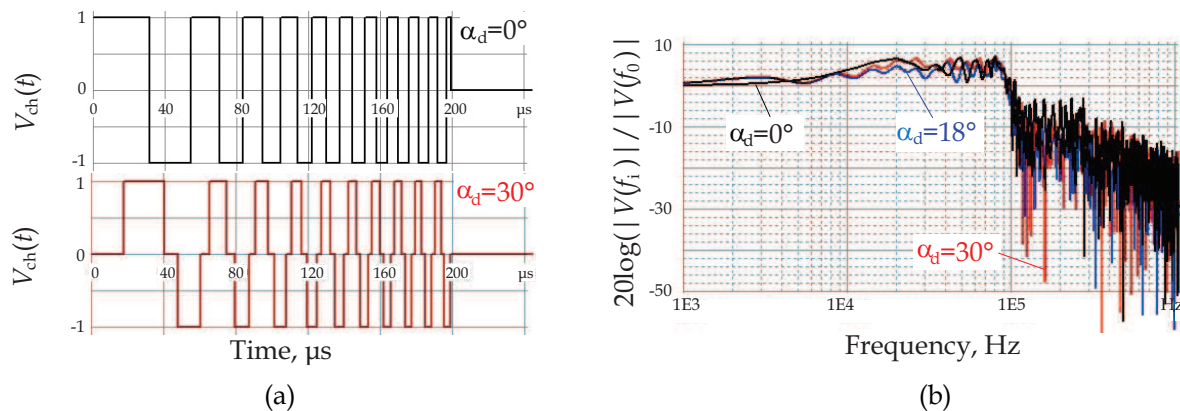 (a)
V_ch(t)
1
0
-1
α_d=0°
0 40 80 120 160 200 µs
V_ch(t)
1
0
-1
α_d=30°
0 40 80 120 160 200 µs
Time, µs
(b)
20log(|V(f_i)|/|V(f_0)|
10
-10
-30
-50
α_d=0°
α_d=18°
α_d=30°
1E3 1E4 1E5 Hz
Frequency, Hz